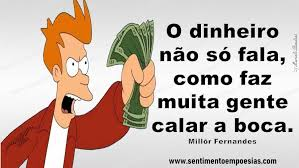 O dinheiro
não só fala,
como faz
muita gente
calar a boca.
Millôr Fernandes
www.sentimentoempoesias.com